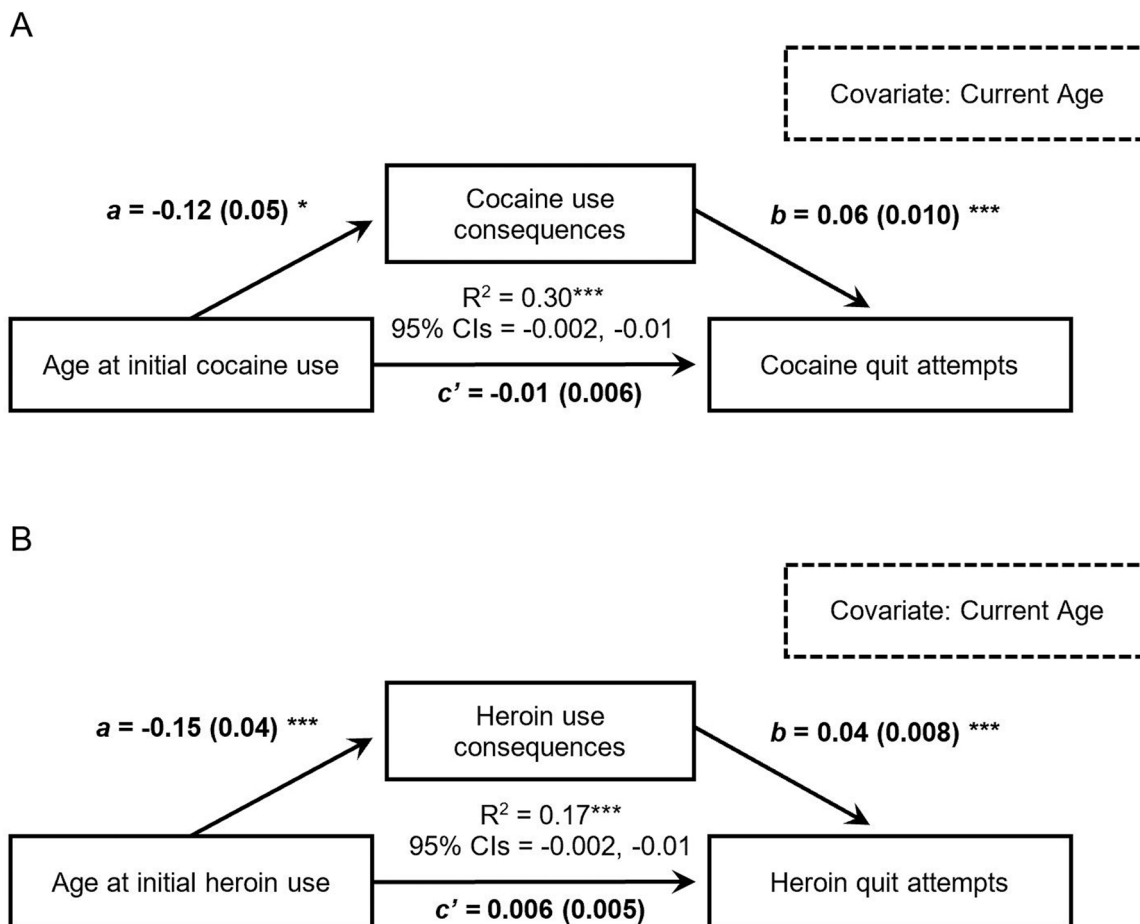 A
Covariate: Current Age
a = -0.12 (0.05) *
Cocaine use
consequences
b = 0.06 (0.010) ***
R² = 0.30***
95% CIs = -0.002, -0.01
Age at initial cocaine use
Cocaine quit attempts
c’ = -0.01 (0.006)
B
Covariate: Current Age
a = -0.15 (0.04) ***
Heroin use
consequences
b = 0.04 (0.008) ***
R² = 0.17***
95% CIs = -0.002, -0.01
Age at initial heroin use
Heroin quit attempts
c’ = 0.006 (0.005)